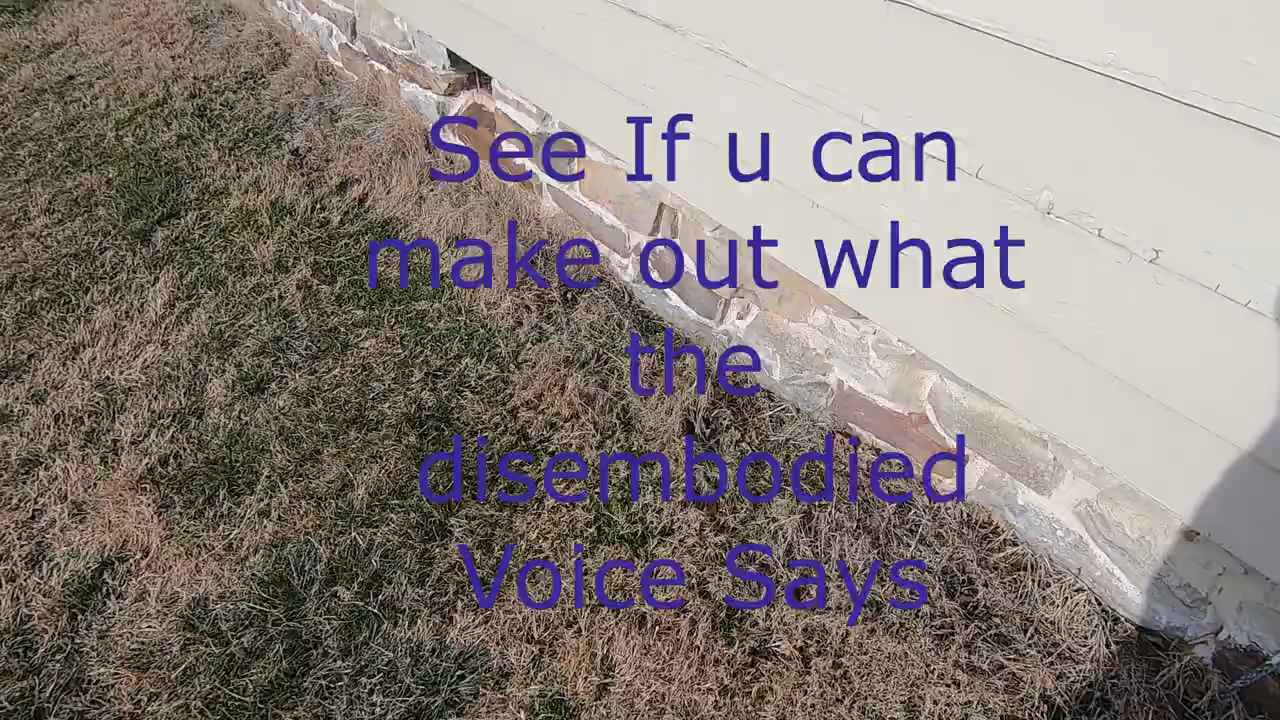 See If u can
make out what
the
disembodied
Voice Says